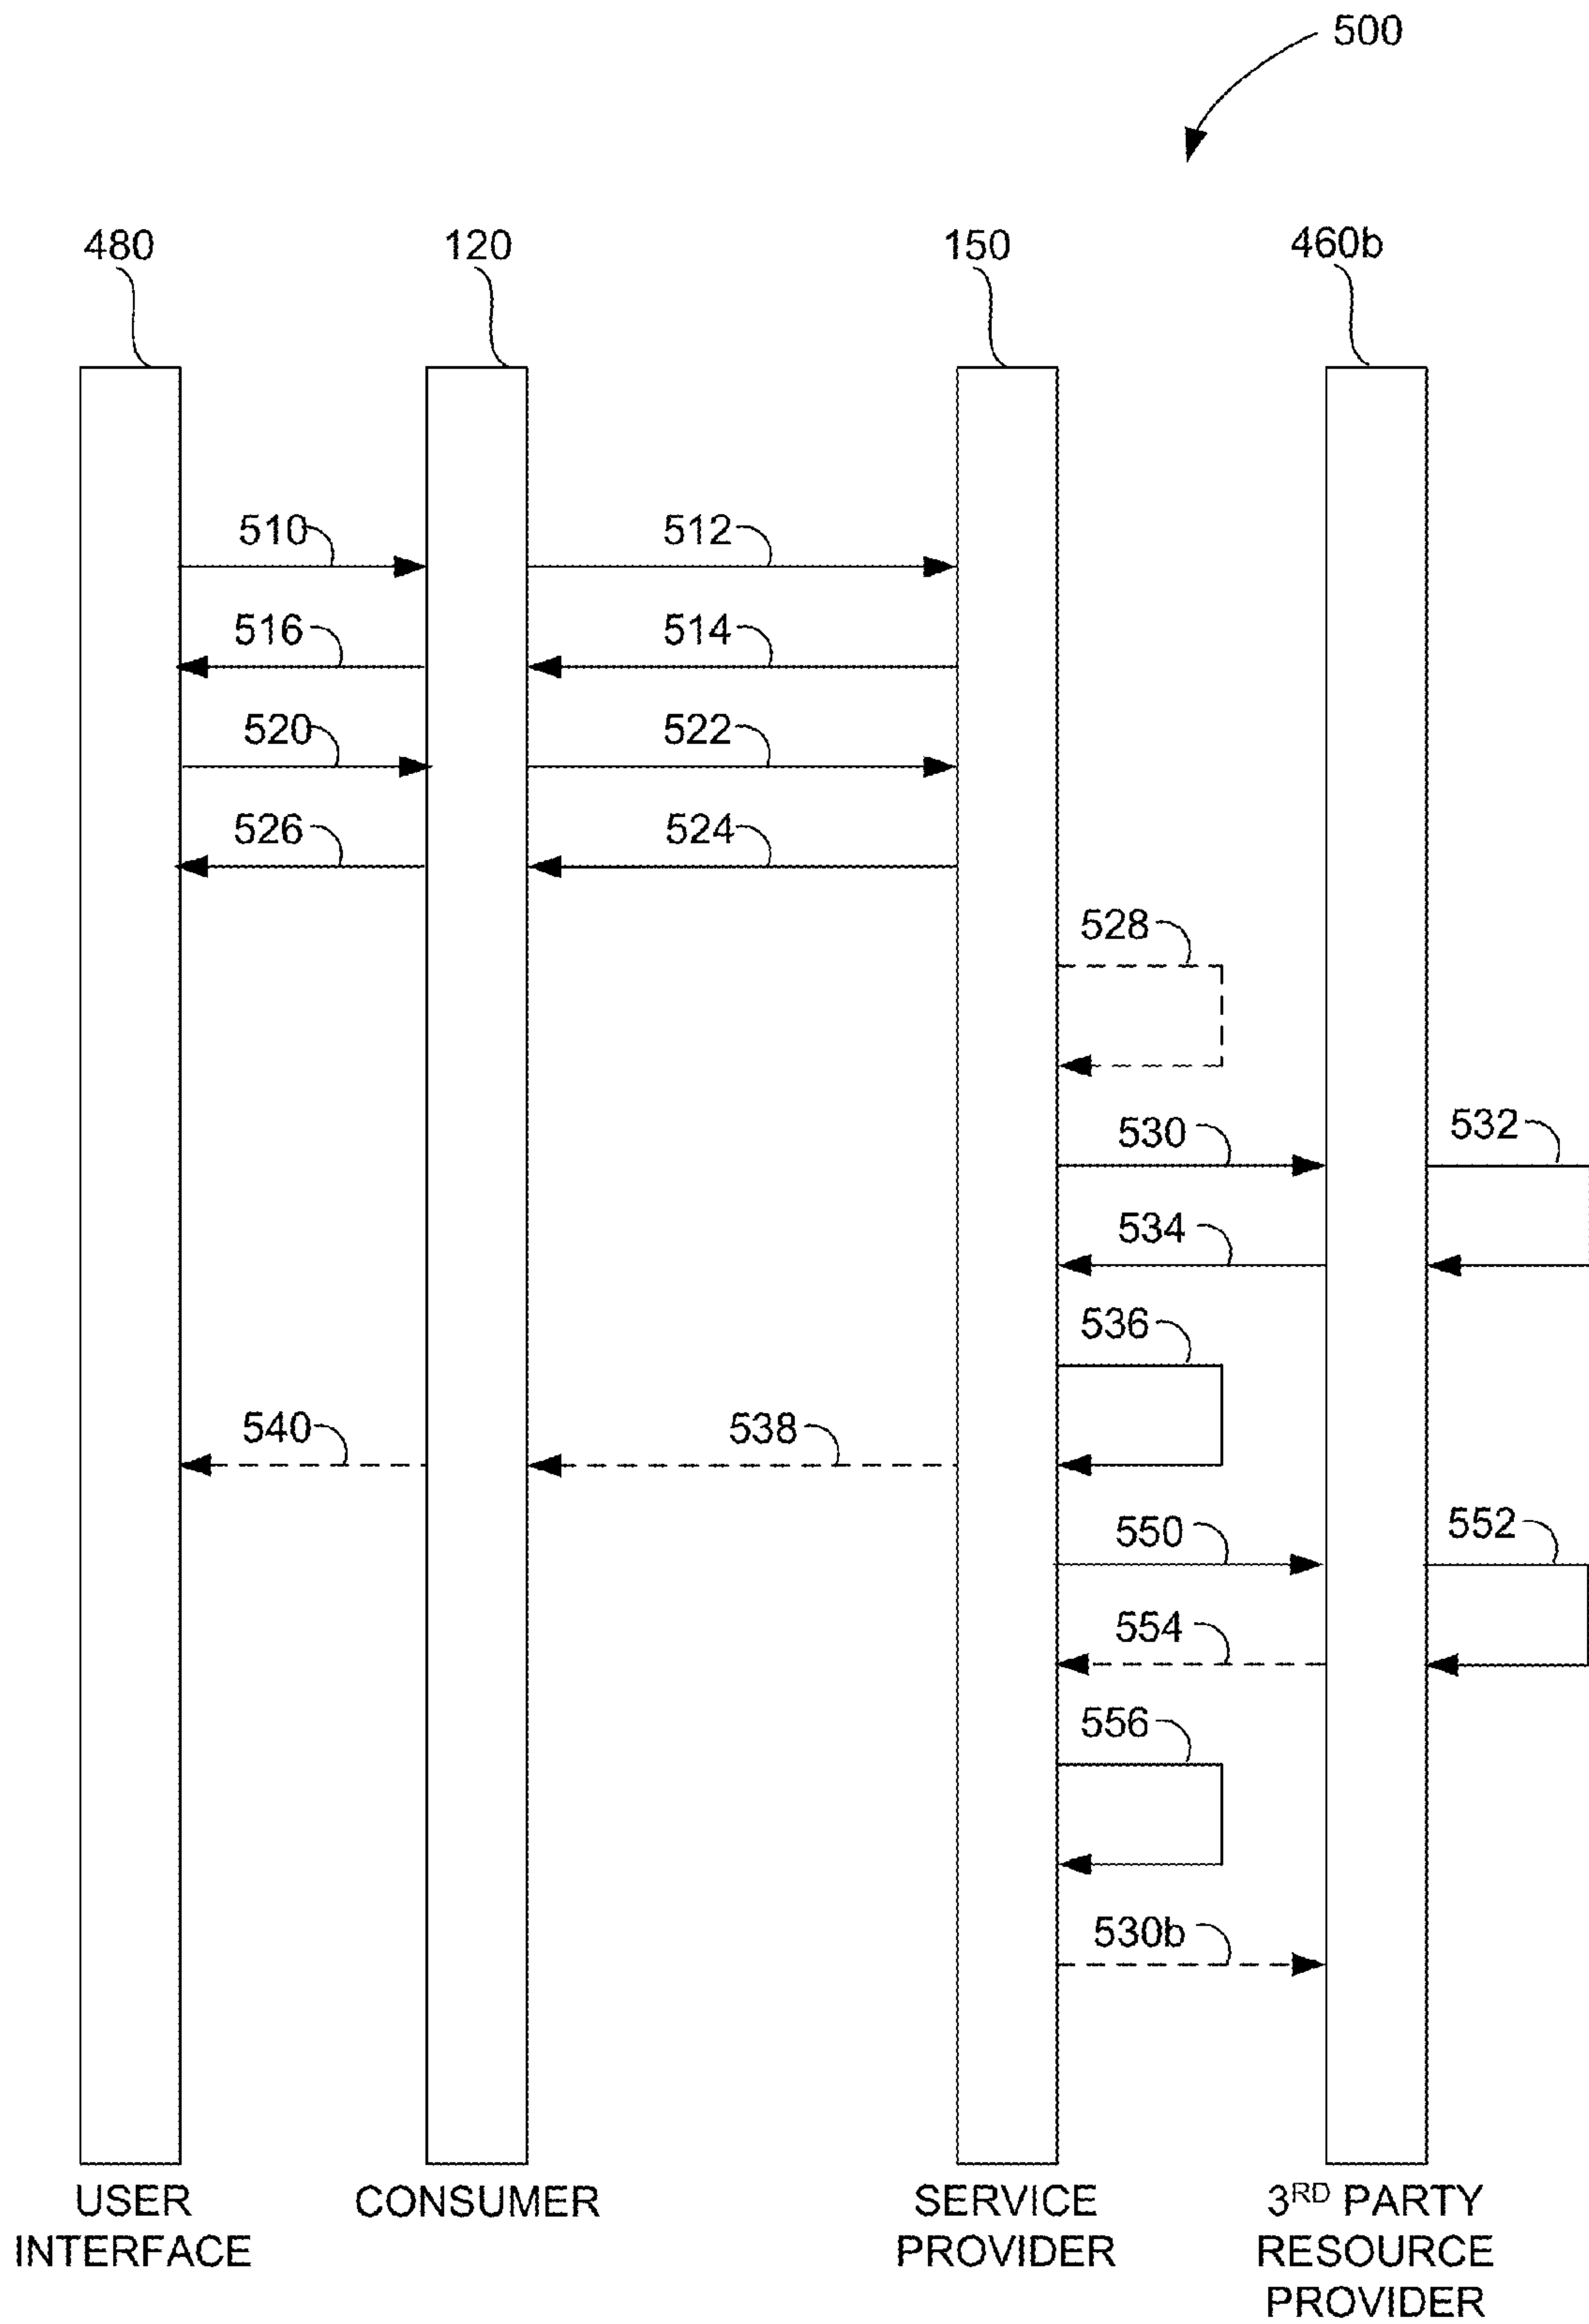 500
480
120
150
460b
510
512
516
514
520
522
526
524
528
530
532
534
536
540
538
550
552
554
556
530b
USER
INTERFACE
CONSUMER
SERVICE
PROVIDER
3RD PARTY
RESOURCE
PROVIDER